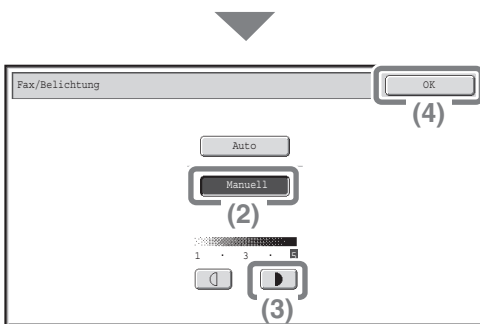 Fax/Belichtung
OK
(4)
Auto
Manuell
(2)
1 · 3 · 5
(3)